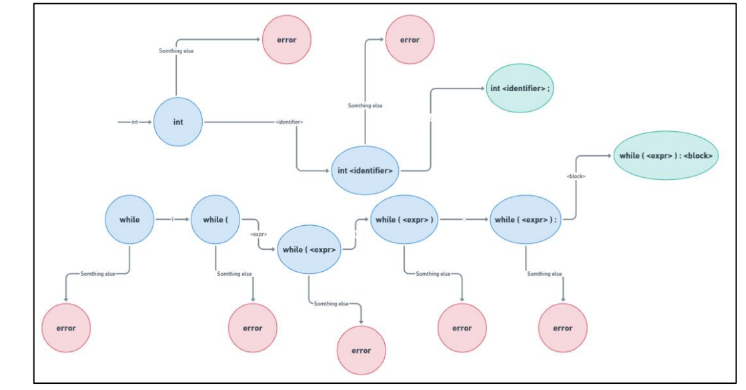 error
error
Somthing else
int <identifier> ;
Somthing else
int
int
<identifier>
;
while ( <expr> ) : <block>
int <identifier>
<block>
while
(
while (
<expr>
while ( <expr>
)
while ( <expr> )
:
while ( <expr> ) :
Somthing else
Somthing else
Somthing else
Somthing else
Somthing else
error
error
error
error
error